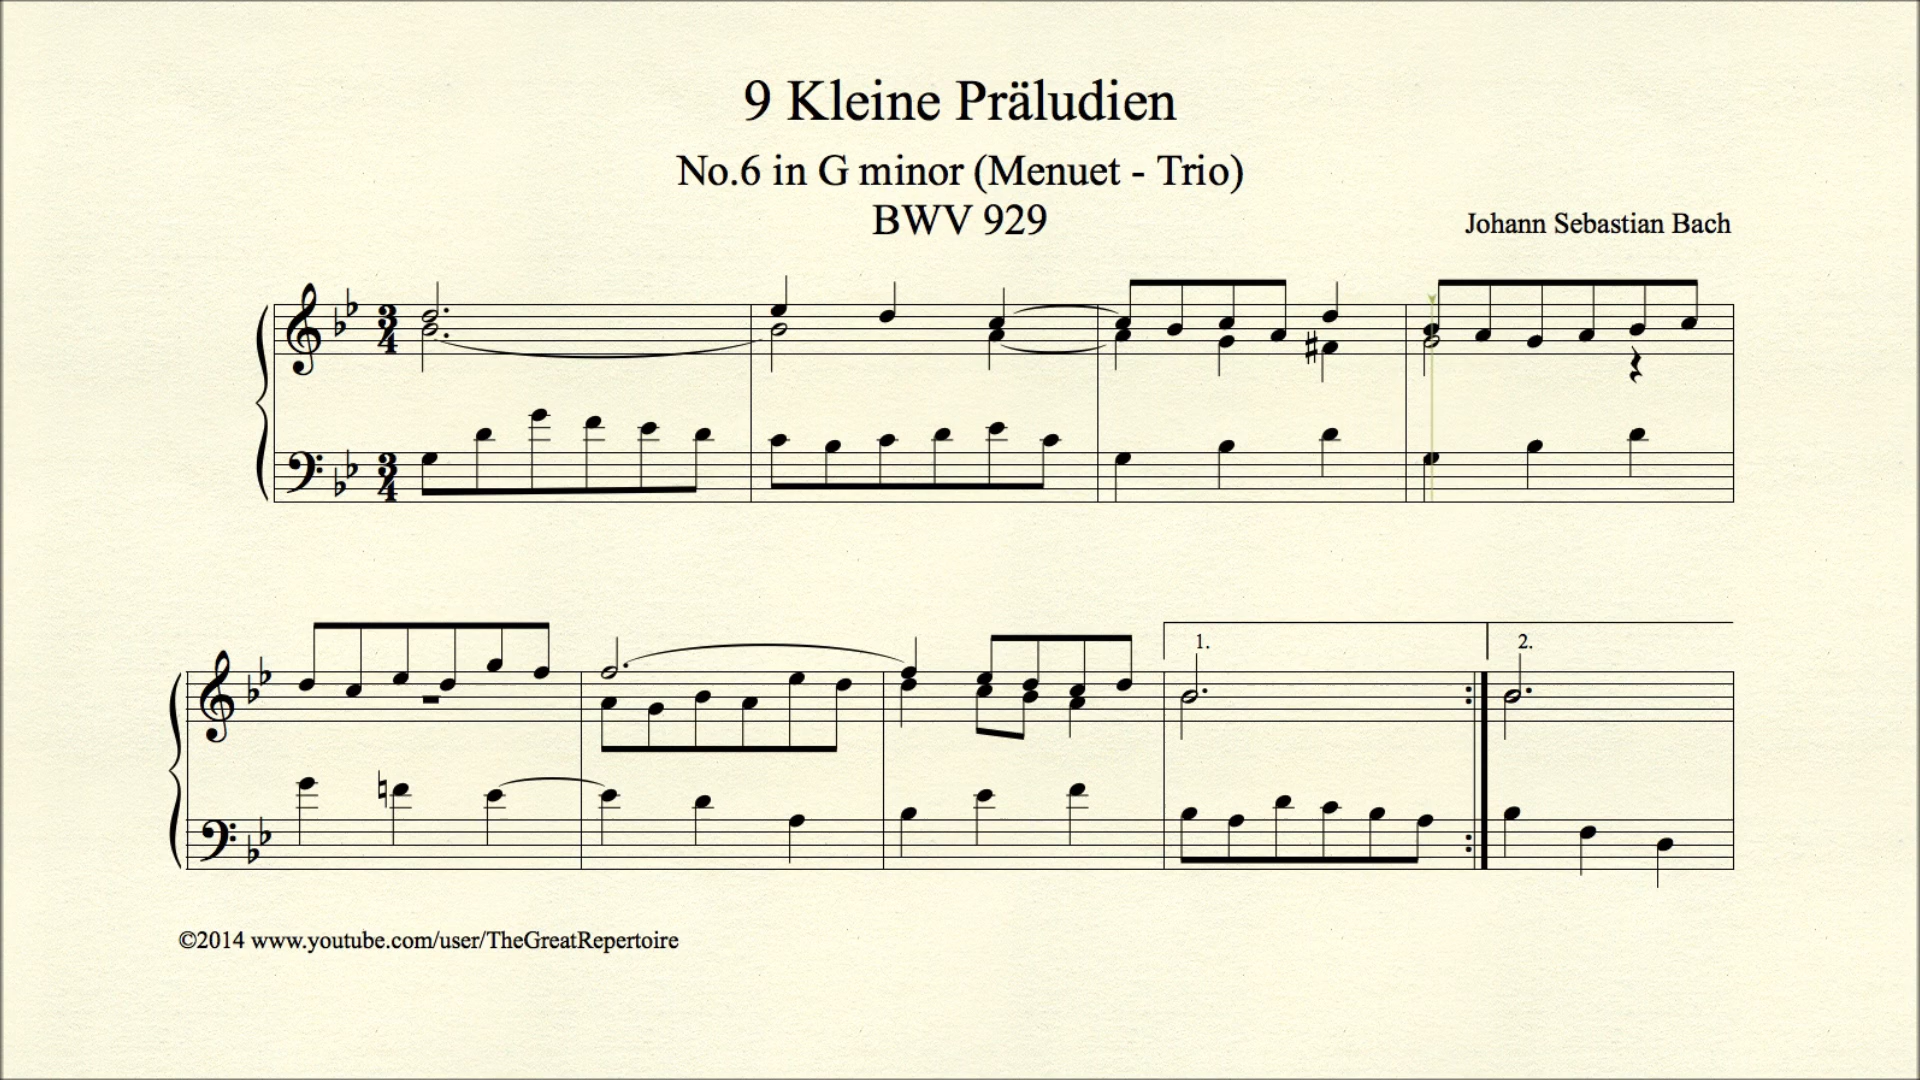 9 Kleine Präludien
No.6 in G minor (Menuet - Trio)
BWV 929
Johann Sebastian Bach
3
4
3
4
1.
2.
©2014 www.youtube.com/user/TheGreatRepertoire